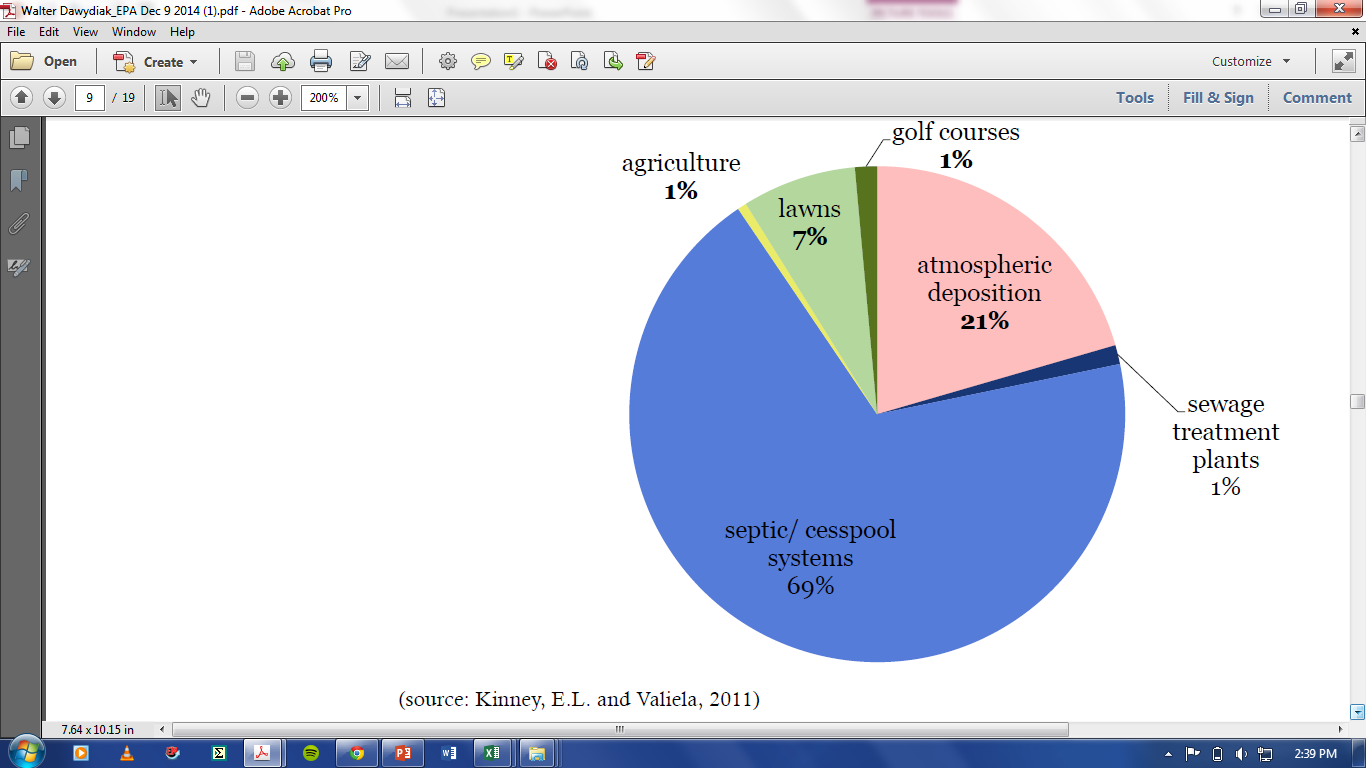 Walter Dawydiak_EPA Dec 9 2014 (1).pdf - Adobe Acrobat Pro
File Edit View Window Help
Open Create Customize
9 / 19 200% Tools Fill & Sign Comment
golf courses
1%
agriculture
1%
lawns
7%
atmospheric
deposition
21%
sewage
treatment
plants
1%
septic/ cesspool
systems
69%
(source: Kinney, E.L. and Valiela, 2011)
7.64 x 10.15 in
2:39 PM